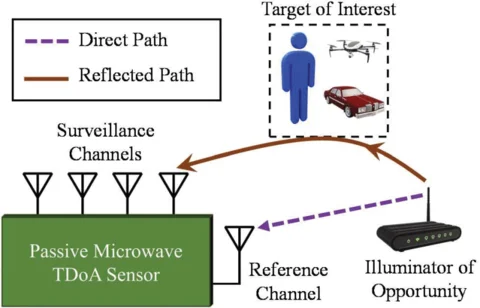 Direct Path
Reflected Path
Target of Interest
Surveillance
Channels
Passive Microwave
TDoA Sensor
Reference
Channel
Illuminator of
Opportunity